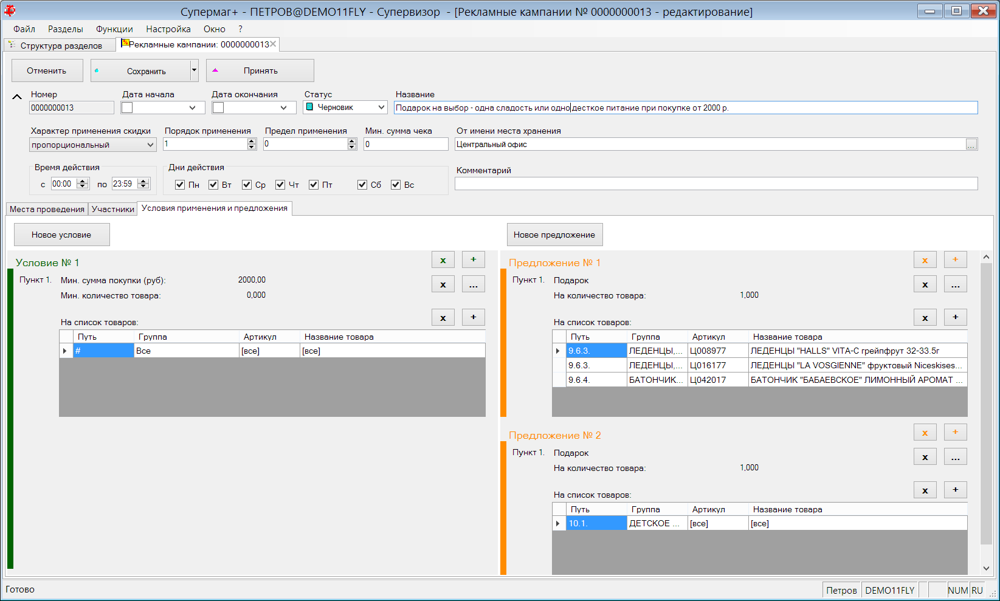 Супермаг+ - ПЕТРОВ@DEMO11FLY - Супервизор - [Рекламные кампании № 0000000013 - редактирование]
Файл Разделы Функции Настройка Окно ?
Структура разделов Рекламные кампании: 0000000013
Отменить Сохранить Принять
Номер Дата начала Дата окончания Статус Название
0000000013 Черновик Подарок на выбор - одна сладость или одно десткое питание при покупке от 2000 р.
Характер применения скидки Порядок применения Предел применения Мин. сумма чека От имени места хранения
пропорциональный 1 0 0 Центральный офис ...
Время действия Дни действия Комментарий
с 00:00 по 23:59 Пн Вт Ср Чт Пт Сб Вс
Места проведения Участники Условия применения и предложения
Новое условие Новое предложение
Условие № 1 x +
Пункт 1. Мин. сумма покупки (руб): 2000,00 x ...
Мин. количество товара: 0,000
На список товаров: x +
Путь Группа Артикул Название товара
# Все [все] [все]
Предложение № 1 x +
Пункт 1. Подарок x ...
На количество товара: 1,000
На список товаров: x +
Путь Группа Артикул Название товара
9.6.3. ЛЕДЕНЦЫ,... Ц008977 ЛЕДЕНЦЫ "HALLS" VITA-C грейпфрут 32-33.5г
9.6.3. ЛЕДЕНЦЫ,... Ц016177 ЛЕДЕНЦЫ "LA VOSGIENNE" фруктовый Niceskises...
9.6.4. БАТОНЧИК... Ц042017 БАТОНЧИК "БАБАЕВСКОЕ" ЛИМОННЫЙ АРОМАТ ...
Предложение № 2 x +
Пункт 1. Подарок x ...
На количество товара: 1,000
На список товаров: x +
Путь Группа Артикул Название товара
10.1. ДЕТСКОЕ ... [все] [все]
Готово Петров DEMO11FLY NUM RU